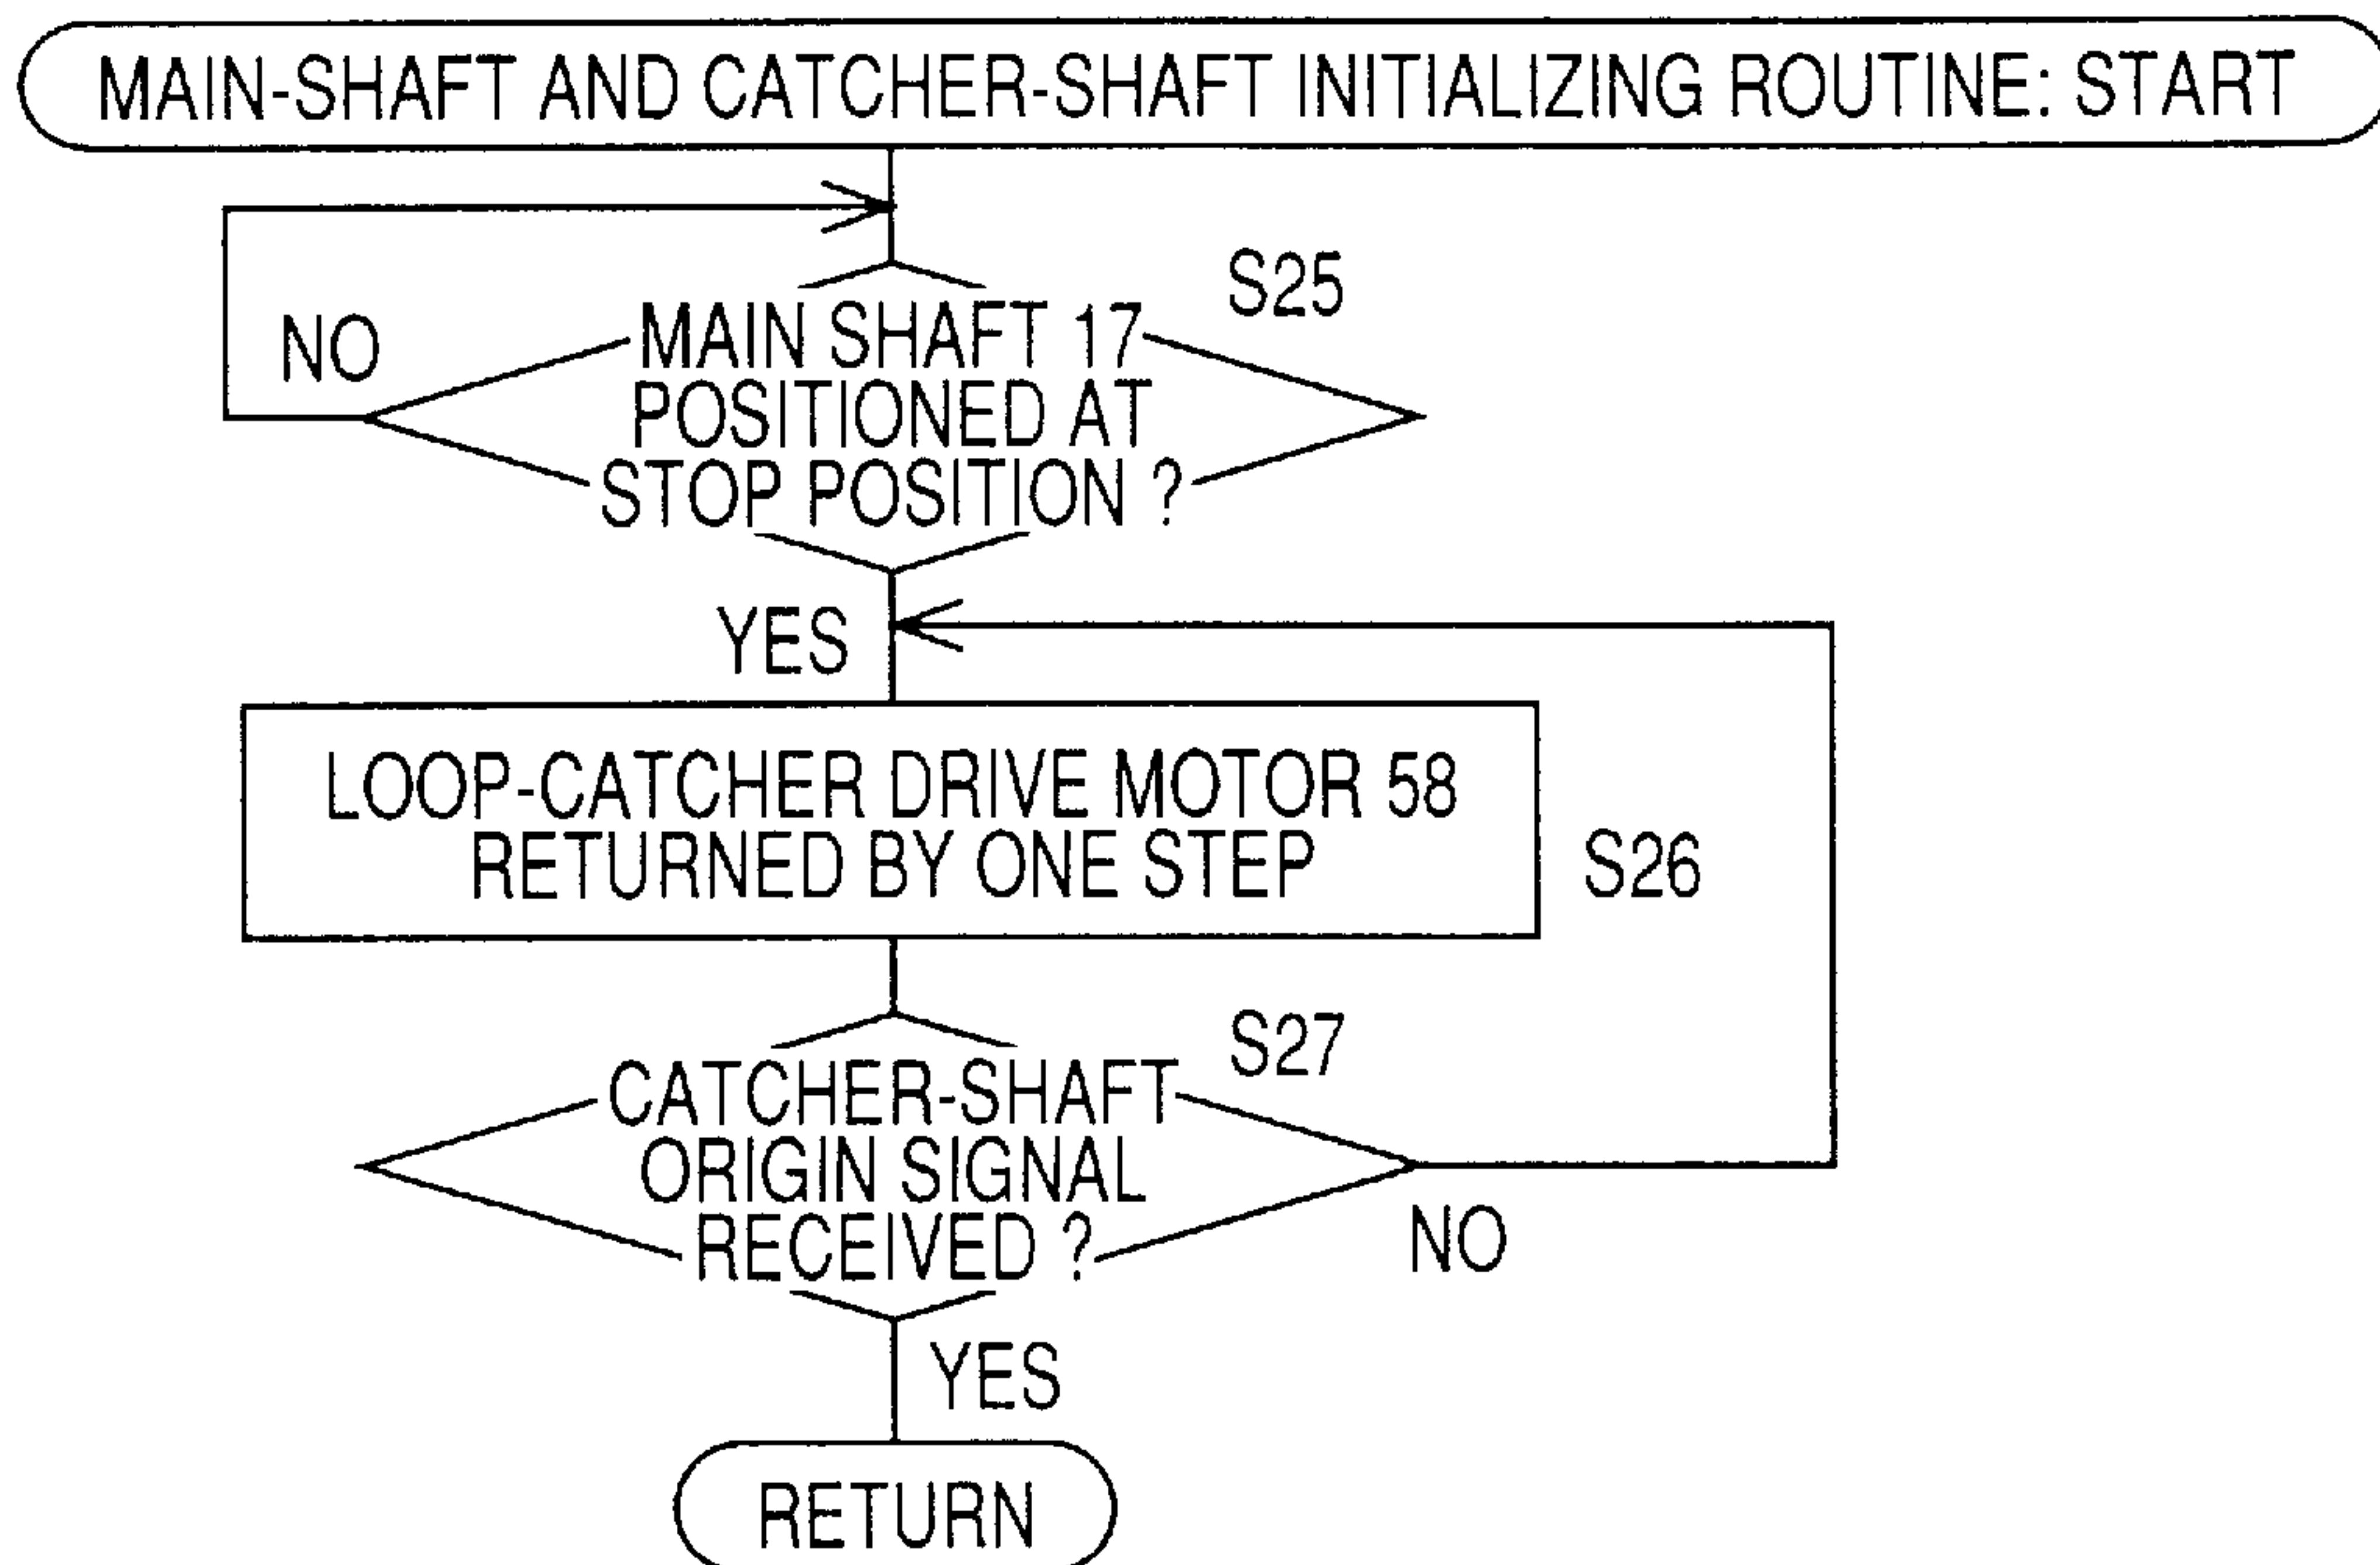 MAIN-SHAFT AND CATCHER-SHAFT INITIALIZING ROUTINE: START
S25
NO
MAIN SHAFT 17
POSITIONED AT
STOP POSITION ?
YES
LOOP-CATCHER DRIVE MOTOR 58
RETURNED BY ONE STEP
S26
S27
CATCHER-SHAFT
ORIGIN SIGNAL
RECEIVED ?
NO
YES
RETURN